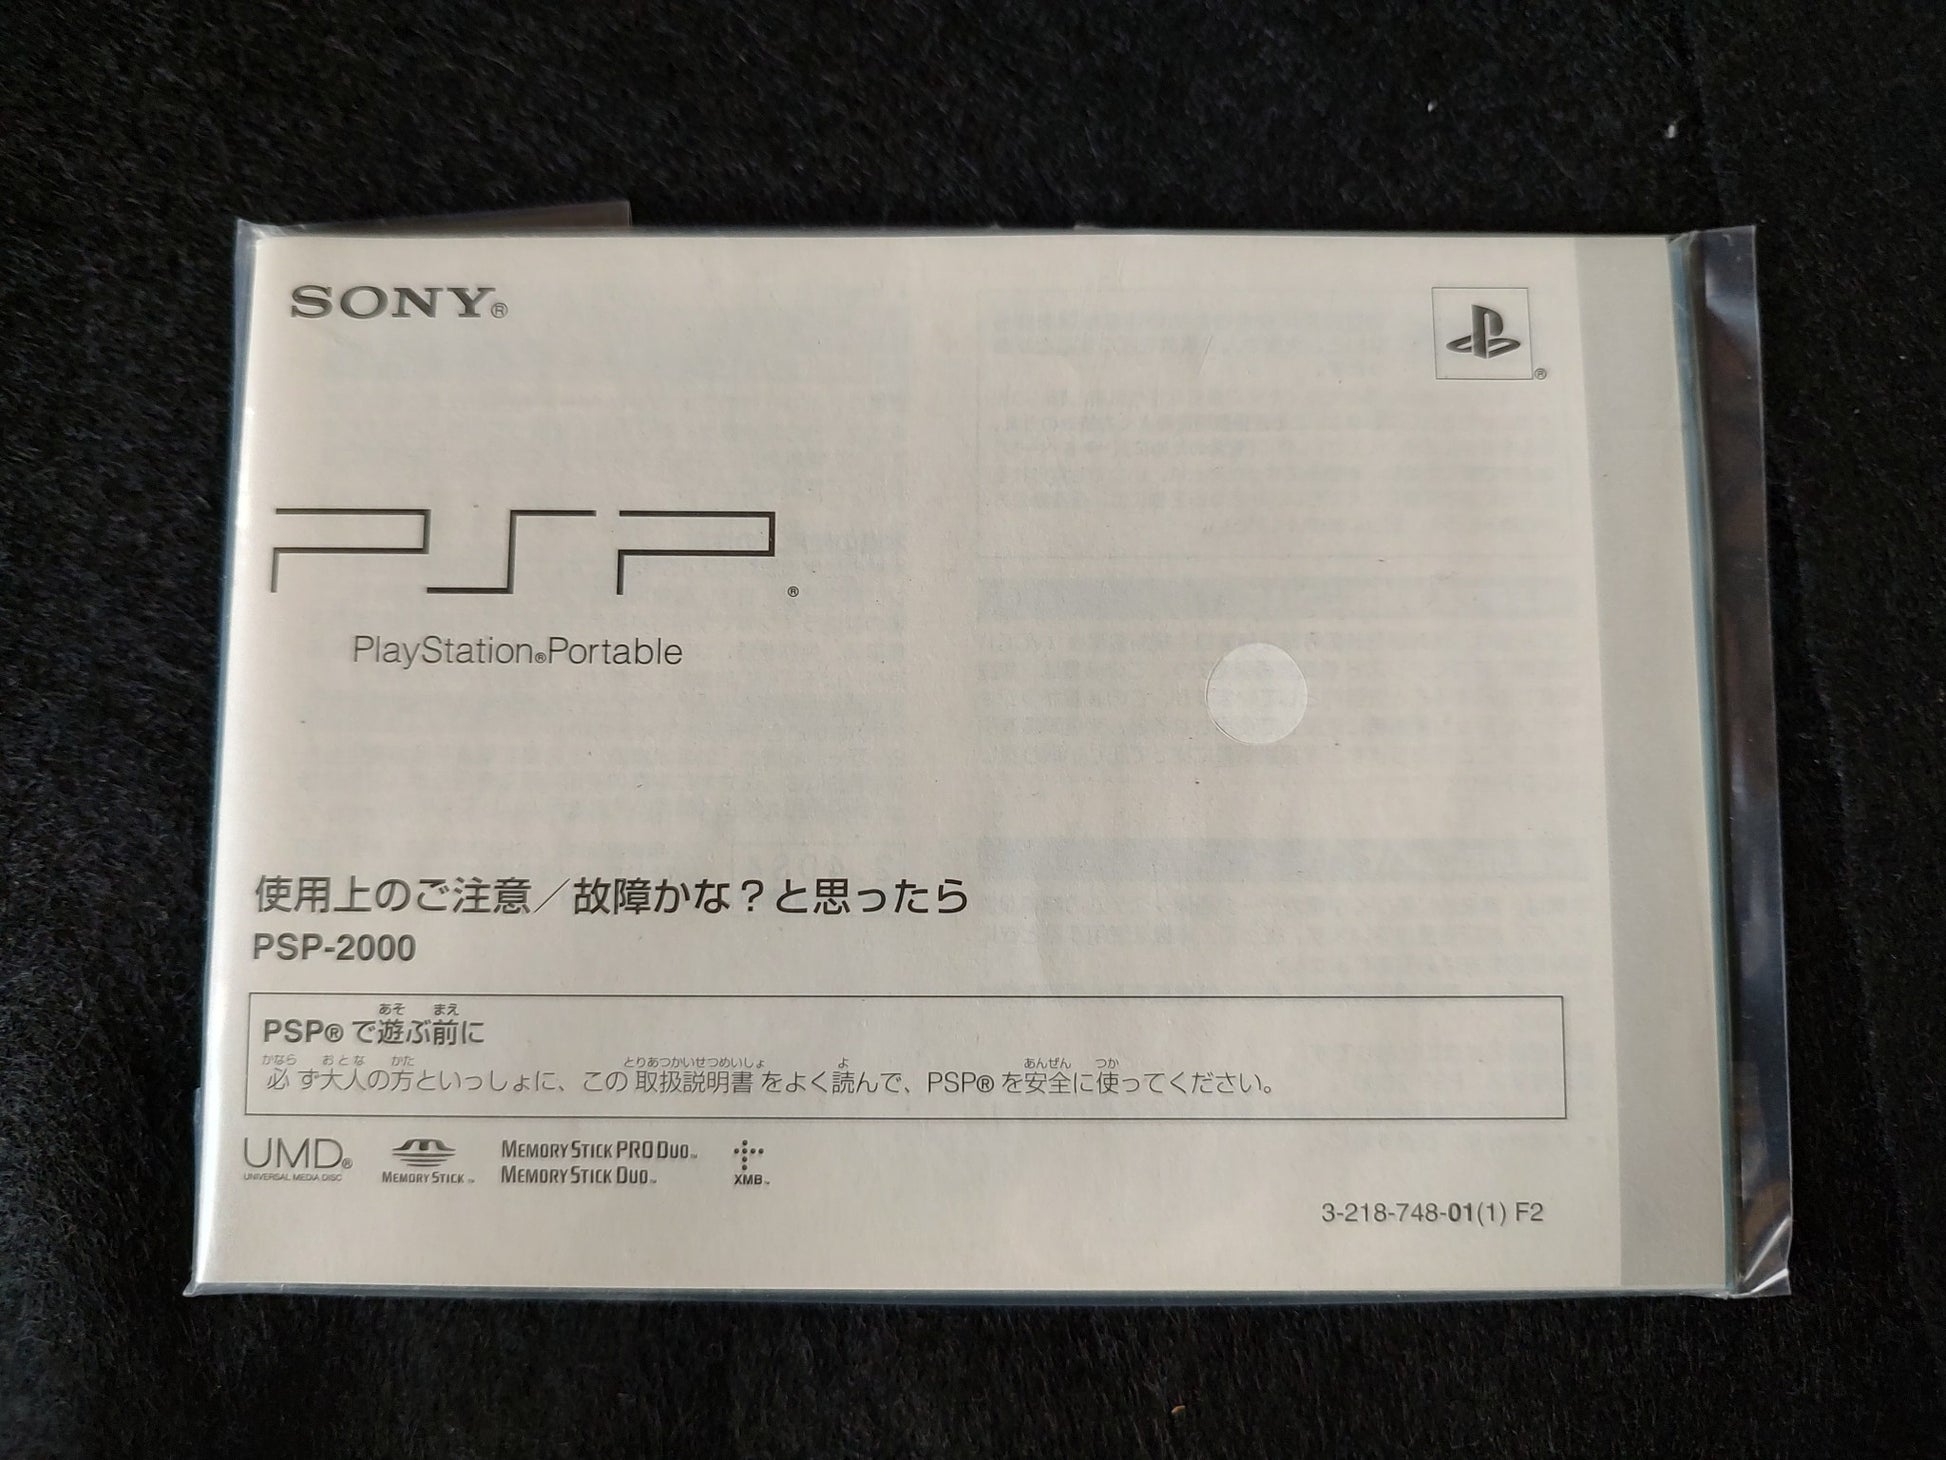 SONY®
PSP®
PlayStation®Portable
使用上のご注意／故障かな？と思ったら
PSP-2000
あそ まえ
PSP® で遊ぶ前に
かなら おとな かた とりあつかいせつめいしょ よ あんぜん つか
必ず大人の方といっしょに、この取扱説明書をよく読んで、PSP® を安全に使ってください。
UMD®
UNIVERSAL MEDIA DISC
MEMORY STICK™
MEMORY STICK PRO DUO™
MEMORY STICK DUO™
XMB™
3-218-748-01(1) F2